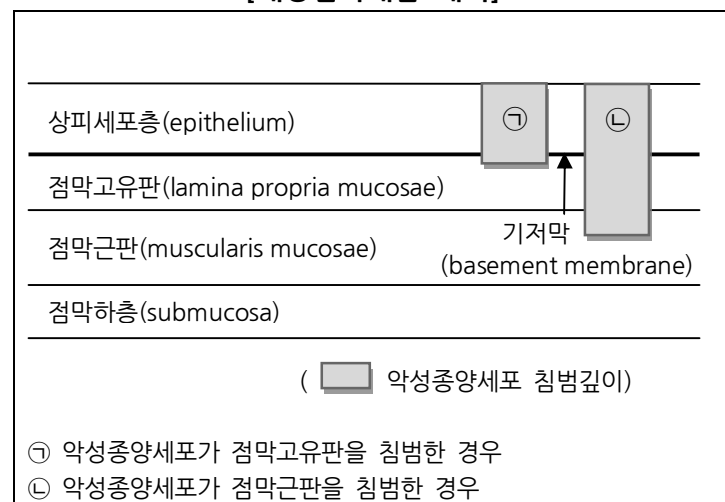 상피세포층(epithelium)
㉠
㉡
점막고유판(lamina propria mucosae)
기저막
(basement membrane)
점막근판(muscularis mucosae)
점막하층(submucosa)
( 악성종양세포 침범깊이)
㉠ 악성종양세포가 점막고유판을 침범한 경우
㉡ 악성종양세포가 점막근판을 침범한 경우